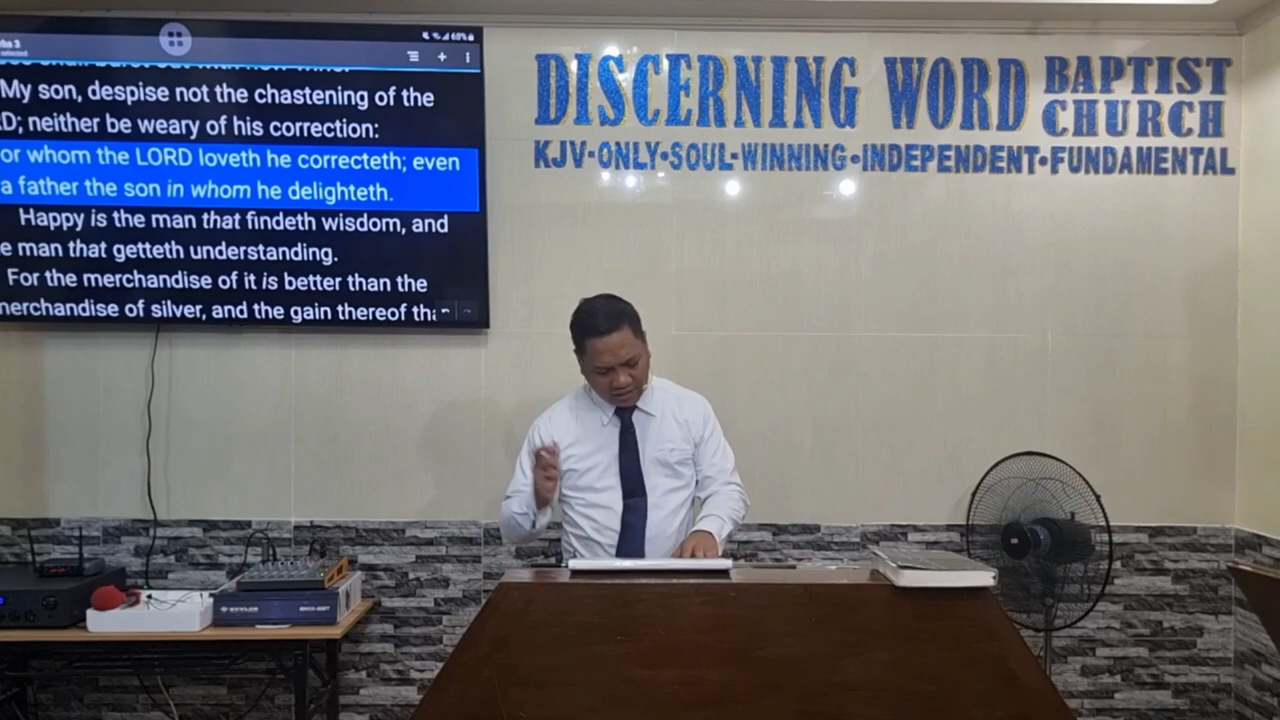 60%
My son, despise not the chastening of the
D; neither be weary of his correction:
or whom the LORD loveth he correcteth; even
a father the son in whom he delighteth.
Happy is the man that findeth wisdom, and
e man that getteth understanding.
For the merchandise of it is better than the
merchandise of silver, and the gain thereof tha
DISCERNING WORD BAPTIST CHURCH
KJV-ONLY•SOUL-WINNING•INDEPENDENT•FUNDAMENTAL